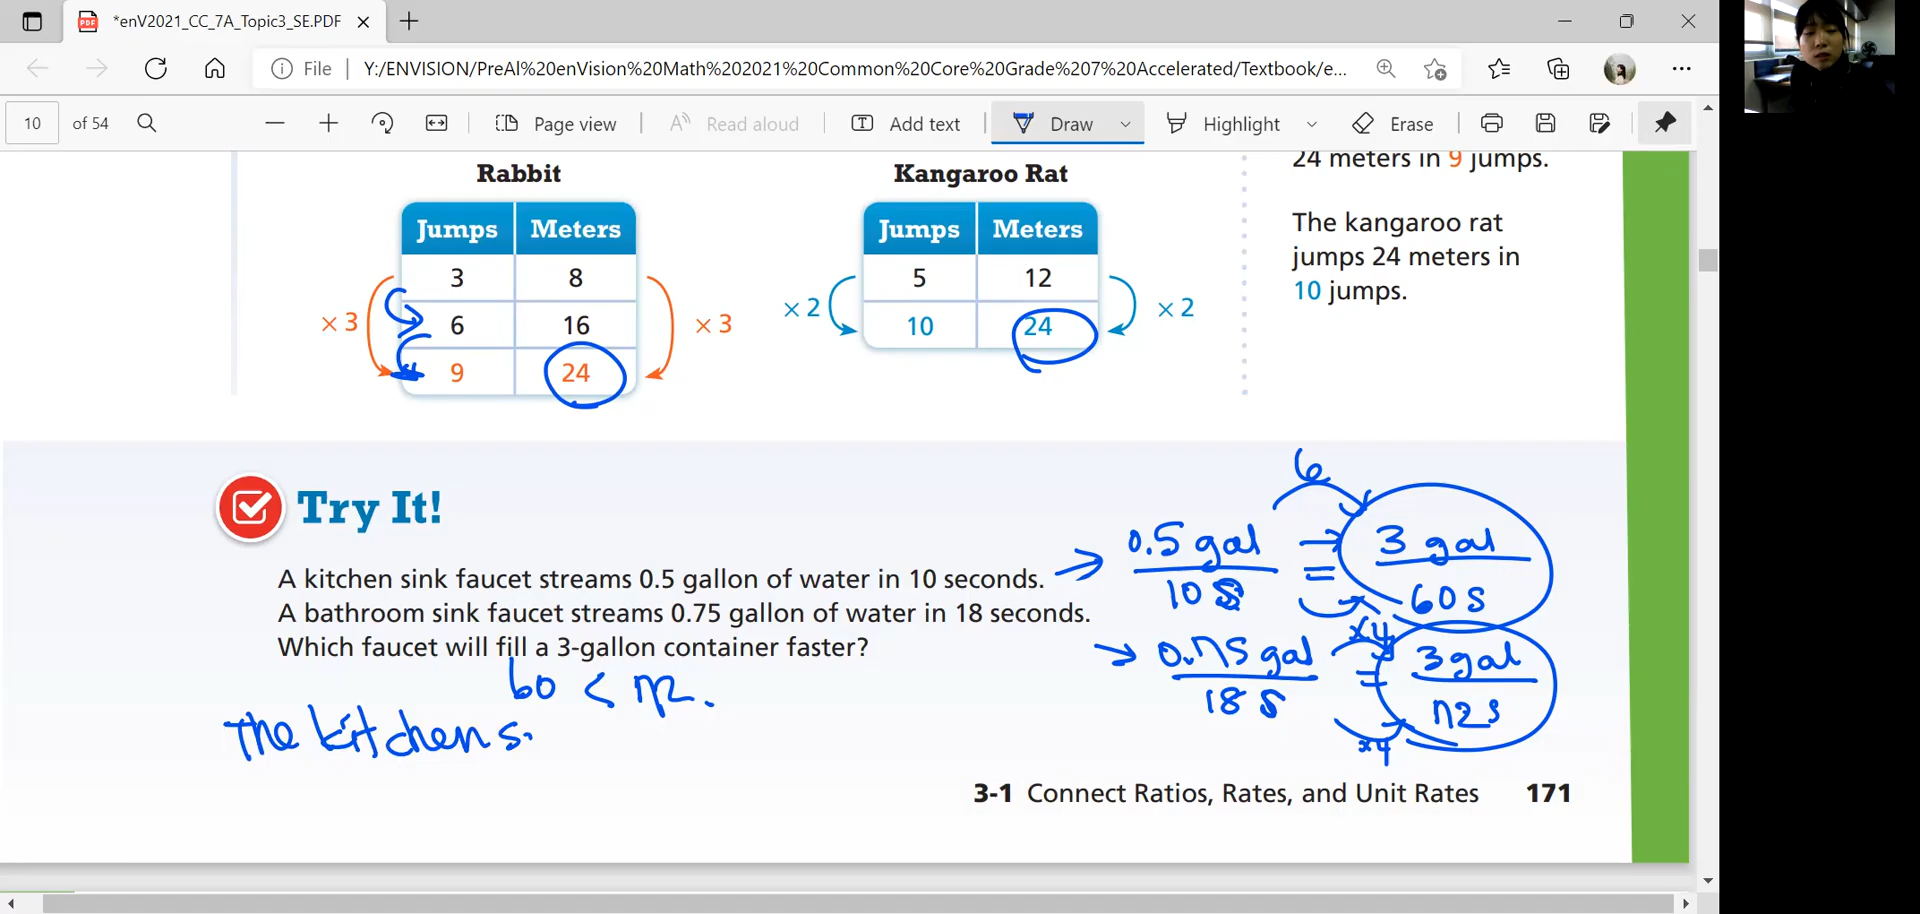 *enV2021_CC_7A_Topic3_SE.PDF
File Y:/ENVISION/PreAl%20enVision%20Math%202021%20Common%20Core%20Grade%207%20Accelerated/Textbook/e...
10 of 54 Page view Read aloud Add text Draw Highlight Erase
24 meters in 9 jumps.
Rabbit
Jumps Meters
3 8
6 16
9 24
× 3 × 3
Kangaroo Rat
Jumps Meters
5 12
10 24
× 2 × 2
The kangaroo rat
jumps 24 meters in
10 jumps.
Try It!
A kitchen sink faucet streams 0.5 gallon of water in 10 seconds.
A bathroom sink faucet streams 0.75 gallon of water in 18 seconds.
Which faucet will fill a 3-gallon container faster?
60 < 72.
The kitchen s
6
0.5 gal = 3 gal
10 s 60 s
x4
0.75 gal = 3 gal
18 s 72 s
x4
3-1 Connect Ratios, Rates, and Unit Rates 171